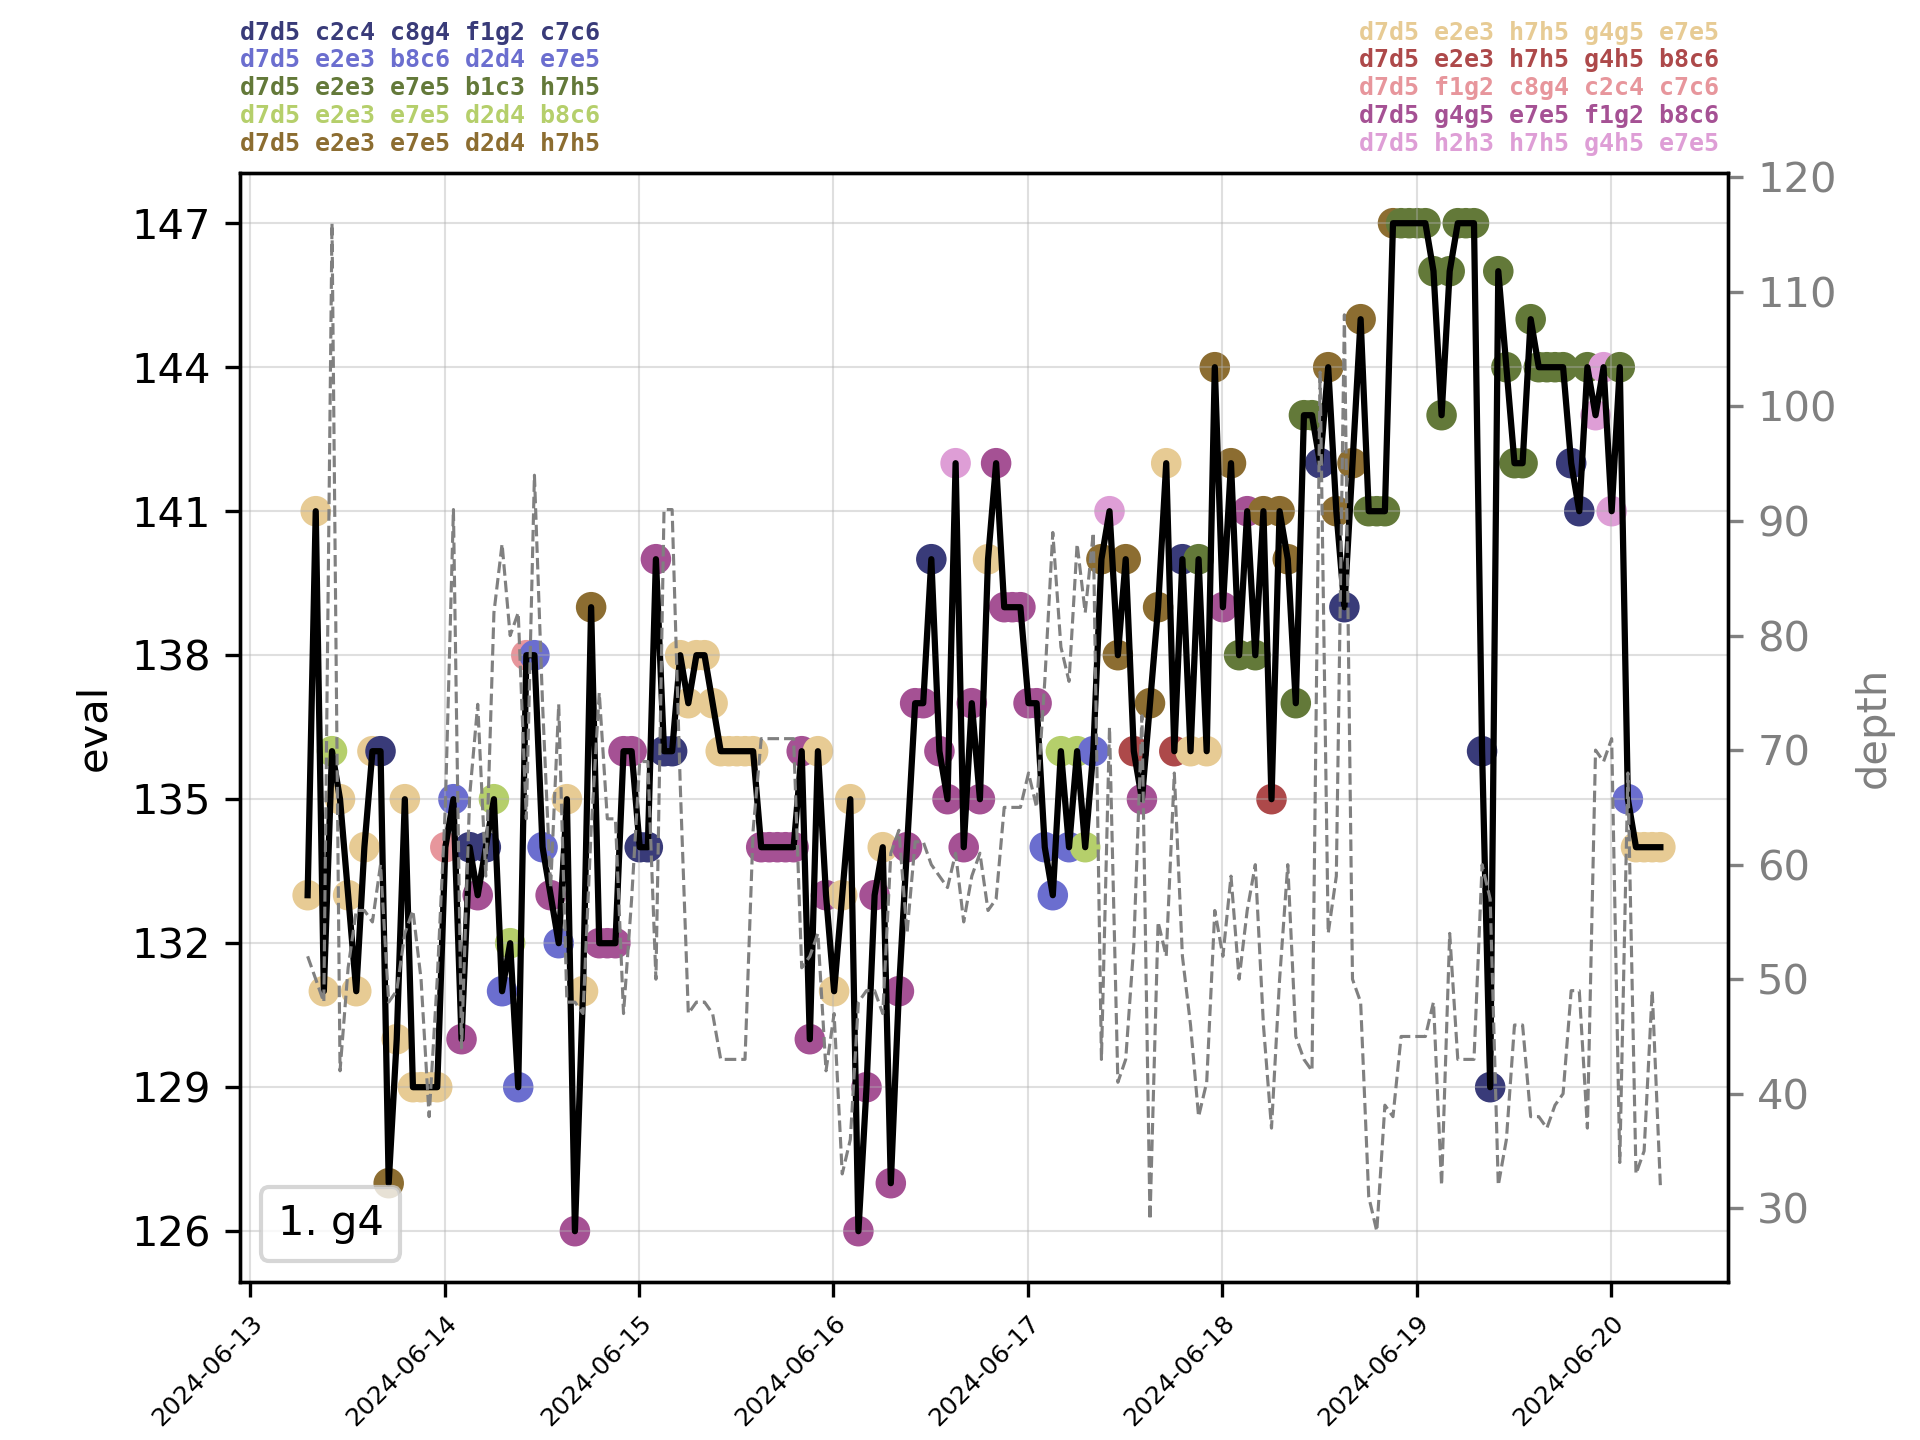 d7d5 c2c4 c8g4 f1g2 c7c6
d7d5 e2e3 b8c6 d2d4 e7e5
d7d5 e2e3 e7e5 b1c3 h7h5
d7d5 e2e3 e7e5 d2d4 b8c6
d7d5 e2e3 e7e5 d2d4 h7h5
d7d5 e2e3 h7h5 g4g5 e7e5
d7d5 e2e3 h7h5 g4h5 b8c6
d7d5 f1g2 c8g4 c2c4 c7c6
d7d5 g4g5 e7e5 f1g2 b8c6
d7d5 h2h3 h7h5 g4h5 e7e5
147
144
141
138
135
132
129
126
eval
120
110
100
90
80
70
60
50
40
30
depth
1. g4
2024-06-13
2024-06-14
2024-06-15
2024-06-16
2024-06-17
2024-06-18
2024-06-19
2024-06-20